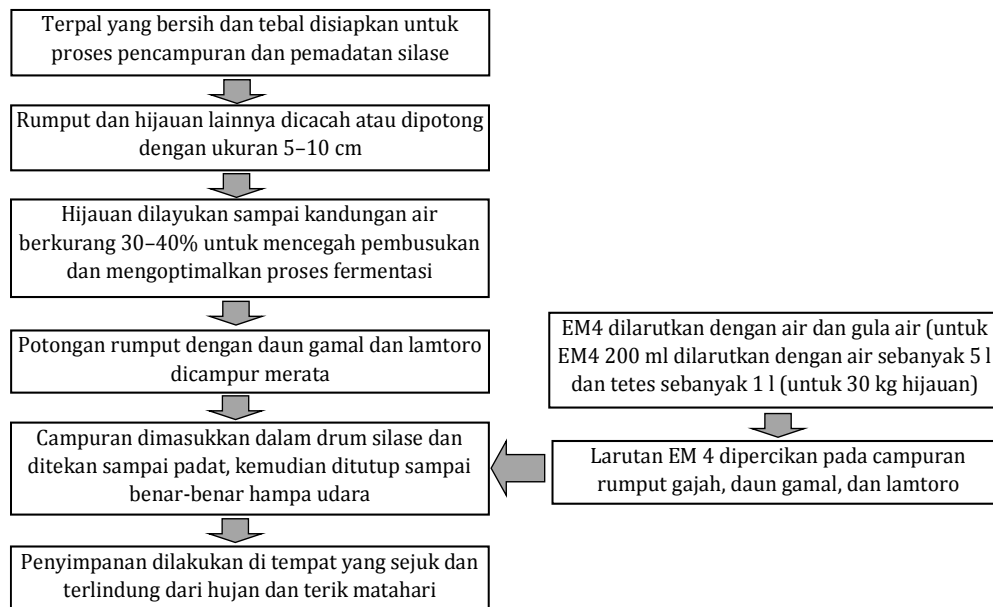 Terpal yang bersih dan tebal disiapkan untuk
proses pencampuran dan pemadatan silase
Rumput dan hijauan lainnya dicacah atau dipotong
dengan ukuran 5–10 cm
Hijauan dilayukan sampai kandungan air
berkurang 30–40% untuk mencegah pembusukan
dan mengoptimalkan proses fermentasi
Potongan rumput dengan daun gamal dan lamtoro
dicampur merata
EM4 dilarutkan dengan air dan gula air (untuk
EM4 200 ml dilarutkan dengan air sebanyak 5 l
dan tetes sebanyak 1 l (untuk 30 kg hijauan)
Larutan EM 4 dipercikan pada campuran
rumput gajah, daun gamal, dan lamtoro
Campuran dimasukkan dalam drum silase dan
ditekan sampai padat, kemudian ditutup sampai
benar-benar hampa udara
Penyimpanan dilakukan di tempat yang sejuk dan
terlindung dari hujan dan terik matahari